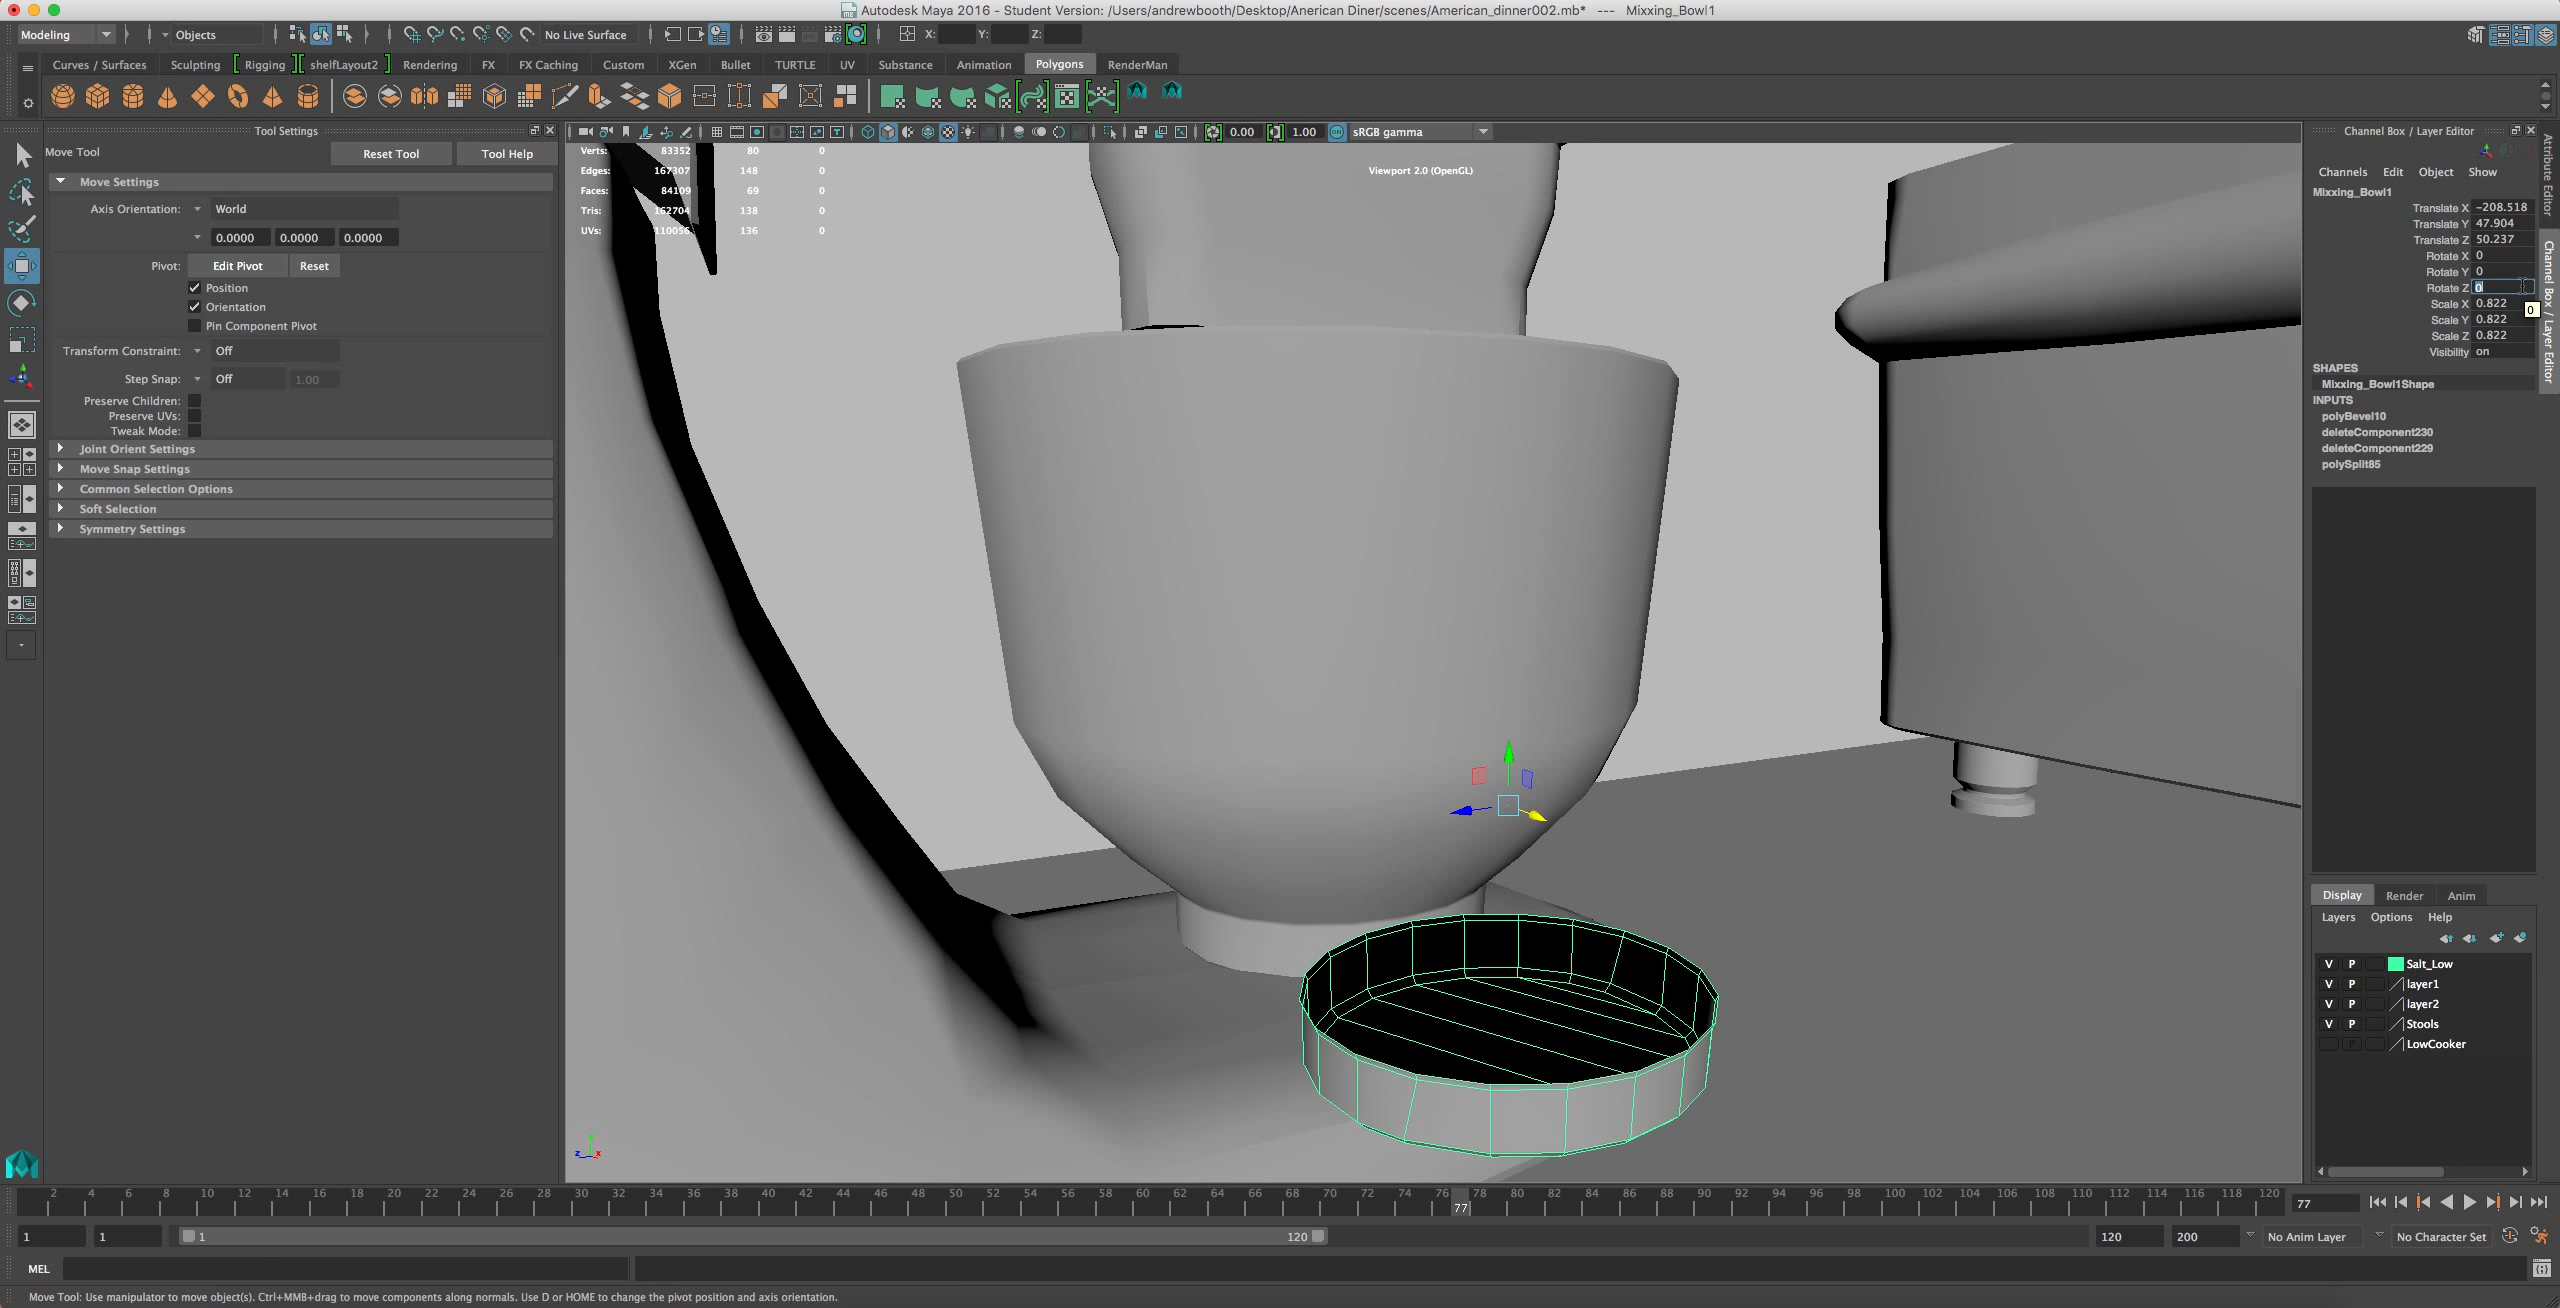 Autodesk Maya 2016 - Student Version: /Users/andrewbooth/Desktop/Anerican Diner/scenes/American_dinner002.mb* --- Mixxing_Bowl1
Modeling Objects No Live Surface X: Y: Z:
Curves / Surfaces Sculpting Rigging shelfLayout2 Rendering FX FX Caching Custom XGen Bullet TURTLE UV Substance Animation Polygons RenderMan
Tool Settings
Move Tool Reset Tool Tool Help
Move Settings
Axis Orientation: World
0.0000 0.0000 0.0000
Pivot: Edit Pivot Reset
Position
Orientation
Pin Component Pivot
Transform Constraint: Off
Step Snap: Off 1.00
Preserve Children:
Preserve UVs:
Tweak Mode:
Joint Orient Settings
Move Snap Settings
Common Selection Options
Soft Selection
Symmetry Settings
0.00 1.00 ON sRGB gamma
Verts: 83352 80 0
Edges: 167307 148 0
Faces: 84109 69 0
Tris: 162704 138 0
UVs: 110056 136 0
Viewport 2.0 (OpenGL)
y
z x
Channel Box / Layer Editor
Channels Edit Object Show
Mixxing_Bowl1
Translate X -208.518
Translate Y 47.904
Translate Z 50.237
Rotate X 0
Rotate Y 0
Rotate Z 0
Scale X 0.822
0
Scale Y 0.822
Scale Z 0.822
Visibility on
SHAPES
Mixxing_Bowl1Shape
INPUTS
polyBevel10
deleteComponent230
deleteComponent229
polySplit85
Attribute Editor
Channel Box / Layer Editor
Display Render Anim
Layers Options Help
V P Salt_Low
V P layer1
V P layer2
V P Stools
P LowCooker
2 4 6 8 10 12 14 16 18 20 22 24 26 28 30 32 34 36 38 40 42 44 46 48 50 52 54 56 58 60 62 64 66 68 70 72 74 76 78 80 82 84 86 88 90 92 94 96 98 100 102 104 106 108 110 112 114 116 118 120
77 77
1 1 1 120 120 200 No Anim Layer No Character Set
MEL
Move Tool: Use manipulator to move object(s). Ctrl+MMB+drag to move components along normals. Use D or HOME to change the pivot position and axis orientation.